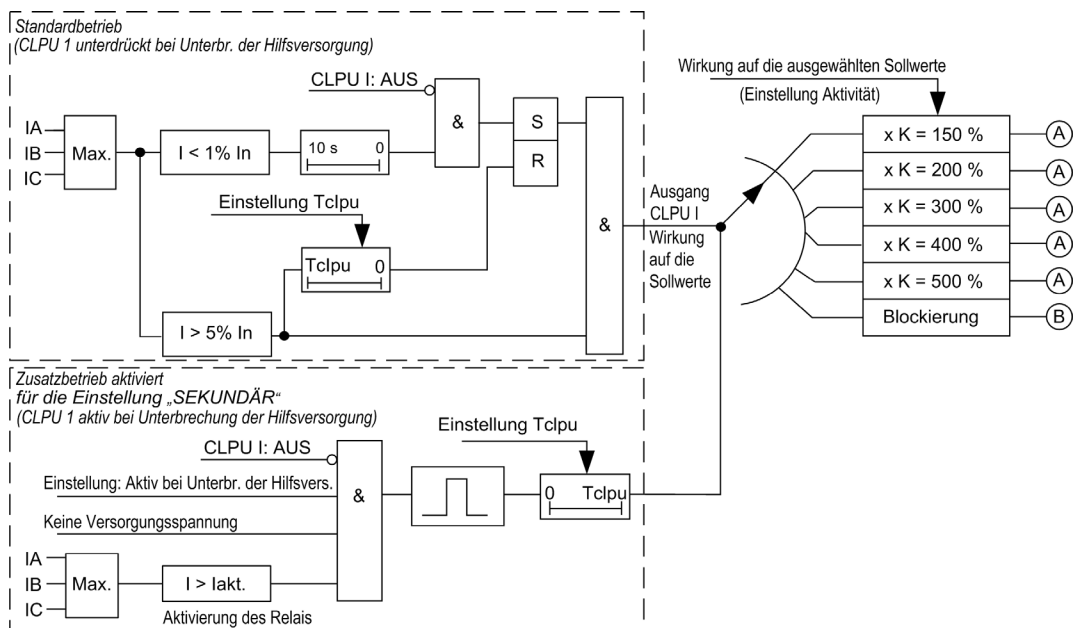 Standardbetrieb
(CLPU 1 unterdrückt bei Unterbr. der Hilfsversorgung)
CLPU I: AUS
IA
IB
IC
Max.
I < 1% In
10 s 0
&
S
R
Einstellung Tclpu
Tclpu 0
I > 5% In
&
Ausgang
CLPU I
Wirkung
auf die
Sollwerte
Wirkung auf die ausgewählten Sollwerte
(Einstellung Aktivität)
x K = 150 % A
x K = 200 % A
x K = 300 % A
x K = 400 % A
x K = 500 % A
Blockierung B
Zusatzbetrieb aktiviert
für die Einstellung „SEKUNDÄR“
(CLPU 1 aktiv bei Unterbrechung der Hilfsversorgung)
CLPU I: AUS
Einstellung: Aktiv bei Unterbr. der Hilfsvers.
Keine Versorgungsspannung
IA
IB
IC
Max.
I > Iakt.
Aktivierung des Relais
&
Einstellung Tclpu
0 Tclpu